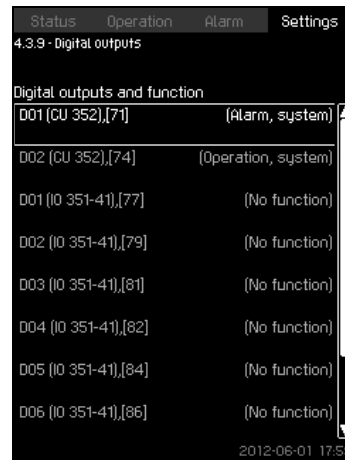 Status Operation Alarm Settings
4.3.9 - Digital outputs
Digital outputs and function
DO1 (CU 352),[71] (Alarm, system)
DO2 (CU 352),[74] (Operation, system)
DO1 (IO 351-41),[77] (No function)
DO2 (IO 351-41),[79] (No function)
DO3 (IO 351-41),[81] (No function)
DO4 (IO 351-41),[82] (No function)
DO5 (IO 351-41),[84] (No function)
DO6 (IO 351-41),[86] (No function)
2012-06-01 17:5